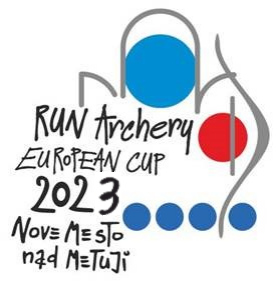 RUN Archery
EUROPEAN CUP
2023
NOVE MESTO
nad METUJI